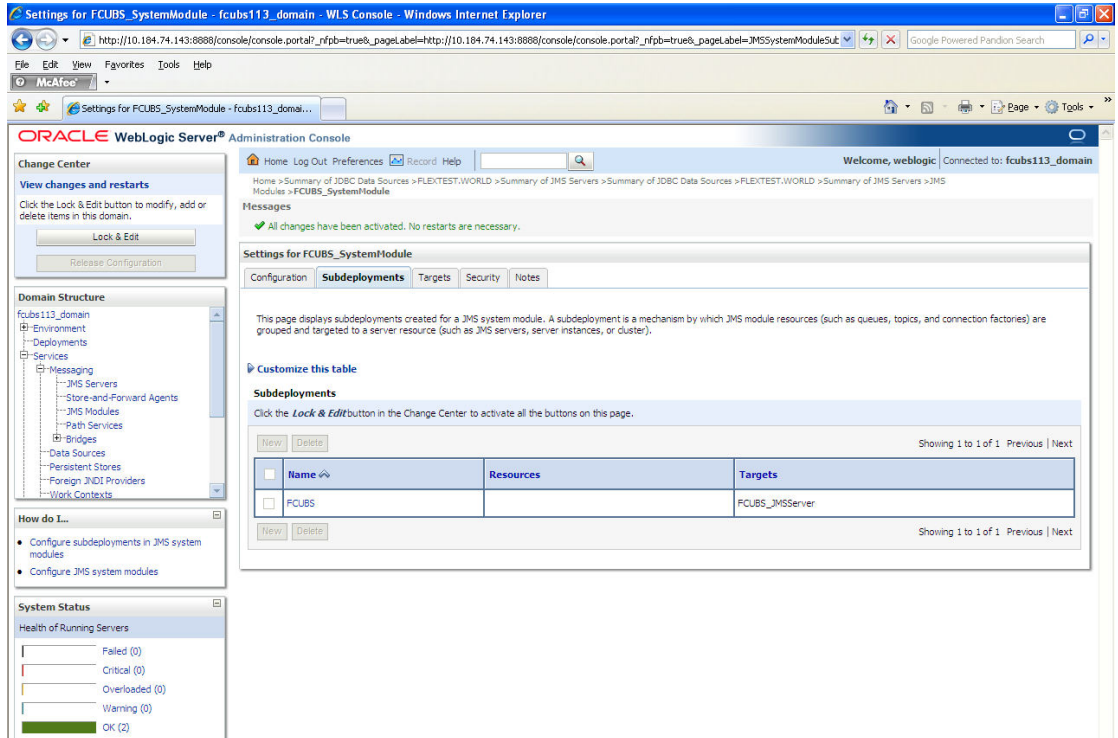 Settings for FCUBS_SystemModule - fcubs113_domain - WLS Console - Windows Internet Explorer
http://10.184.74.143:8888/console/console.portal?_nfpb=true&_pageLabel=http://10.184.74.143:8888/console/console.portal?_nfpb=true&_pageLabel=JMSSystemModuleSub
Google Powered Pandion Search
File Edit View Favorites Tools Help
McAfee
Settings for FCUBS_SystemModule - fcubs113_domai...
Page Tools »
ORACLE WebLogic Server® Administration Console
Change Center
View changes and restarts
Click the Lock & Edit button to modify, add or
delete items in this domain.
Lock & Edit
Release Configuration
Domain Structure
fcubs113_domain
Environment
Deployments
Services
Messaging
JMS Servers
Store-and-Forward Agents
JMS Modules
Path Services
Bridges
Data Sources
Persistent Stores
Foreign JNDI Providers
Work Contexts
How do I...
Configure subdeployments in JMS system
modules
Configure JMS system modules
System Status
Health of Running Servers
Failed (0)
Critical (0)
Overloaded (0)
Warning (0)
OK (2)
Home Log Out Preferences Record Help
Welcome, weblogic Connected to: fcubs113_domain
Home >Summary of JDBC Data Sources >FLEXTEST.WORLD >Summary of JMS Servers >Summary of JDBC Data Sources >FLEXTEST.WORLD >Summary of JMS Servers >JMS
Modules >FCUBS_SystemModule
Messages
All changes have been activated. No restarts are necessary.
Settings for FCUBS_SystemModule
Configuration Subdeployments Targets Security Notes
This page displays subdeployments created for a JMS system module. A subdeployment is a mechanism by which JMS module resources (such as queues, topics, and connection factories) are
grouped and targeted to a server resource (such as JMS servers, server instances, or cluster).
Customize this table
Subdeployments
Click the Lock & Edit button in the Change Center to activate all the buttons on this page.
New Delete Showing 1 to 1 of 1 Previous | Next
Name Resources Targets
FCUBS FCUBS_JMSServer
New Delete Showing 1 to 1 of 1 Previous | Next